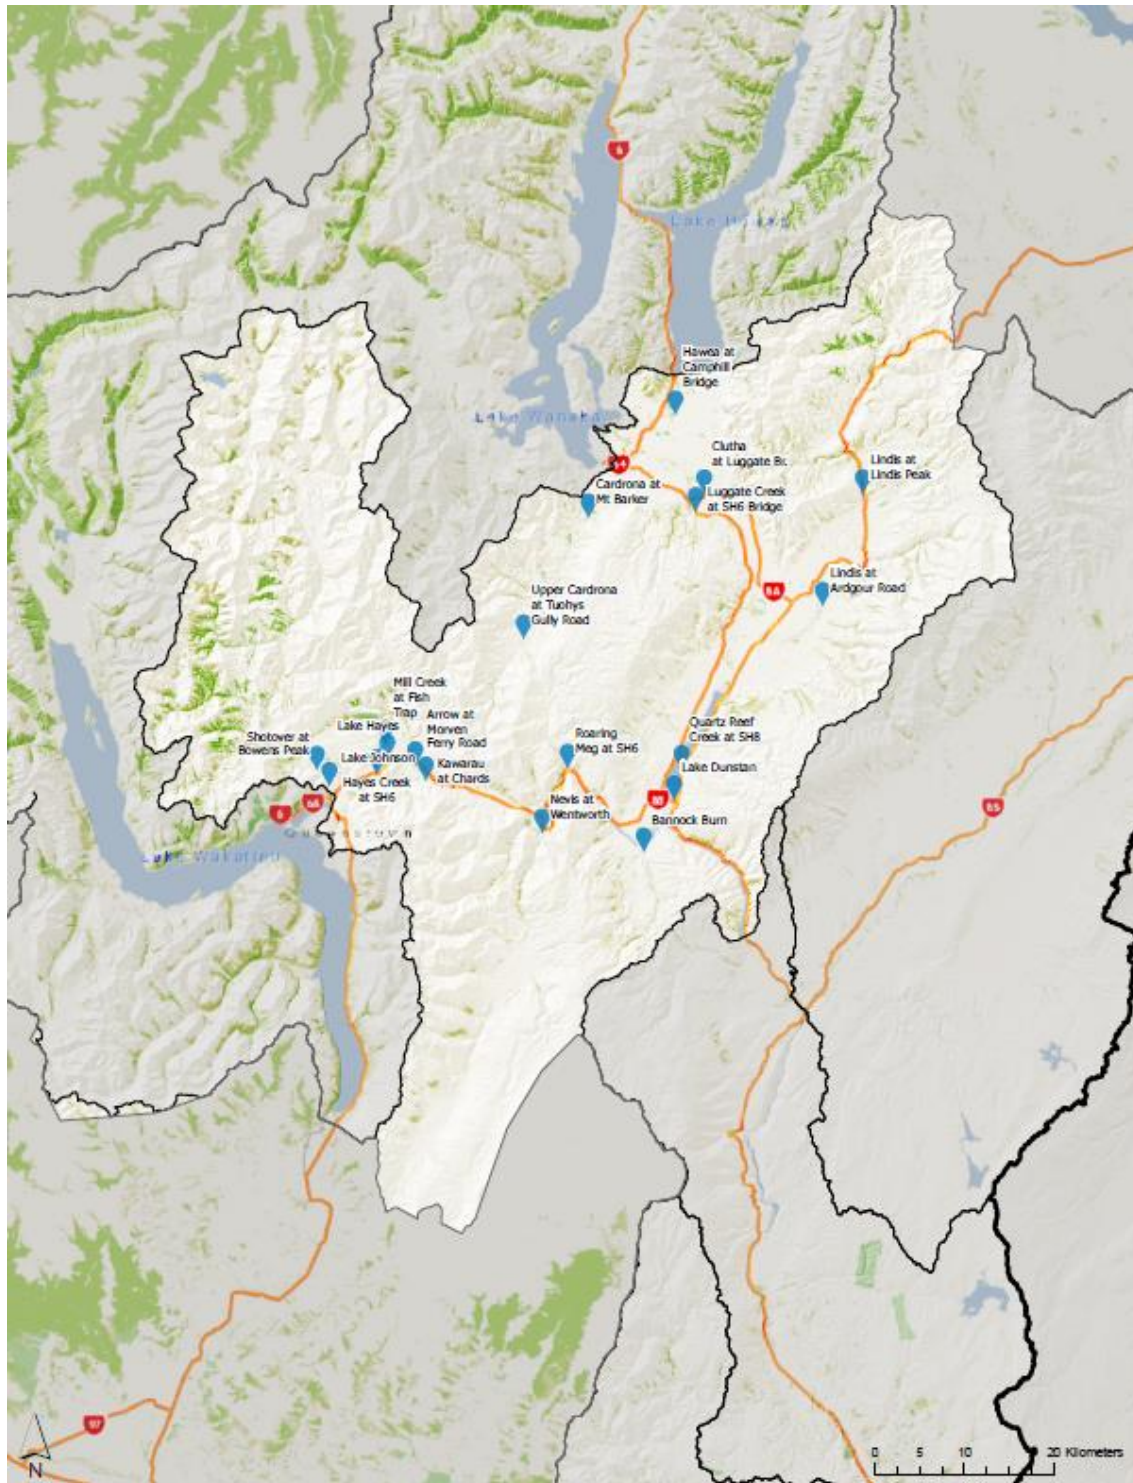 6
Lake Hawea
Hawea at
Camphill
Bridge
Lake Wanaka
84
Clutha
at Luggate Br.
Cardrona at
Mt Barker
Luggate Creek
at SH6 Bridge
Lindis at
Lindis Peak
Lindis at
Ardgour Road
8A
Upper Cardrona
at Tuohys
Gully Road
Mill Creek
at Fish
Trap
Lake Hayes
Arrow at
Morven
Ferry Road
Shotover at
Bowens Peak
Lake Johnson
Kawarau
at Chards
Hayes Creek
at SH6
Roaring
Meg at SH6
Quartz Reef
Creek at SH8
Lake Dunstan
Nevis at
Wentworth
Bannock Burn
6
6A
Queenstown
Lake Wakatipu
85
97
N
0 5 10 20 Kilometers